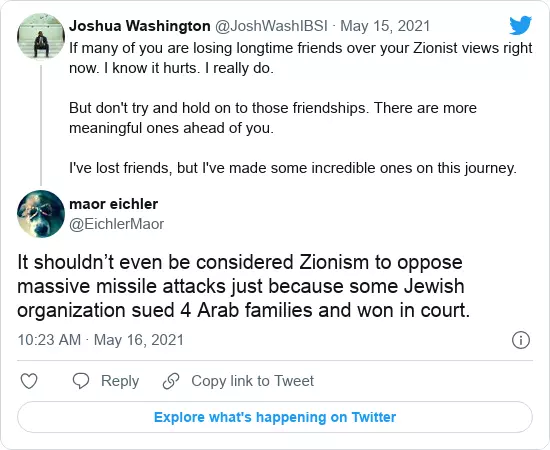 Joshua Washington @JoshWashIBSI · May 15, 2021
If many of you are losing longtime friends over your Zionist views right
now. I know it hurts. I really do.
But don't try and hold on to those friendships. There are more
meaningful ones ahead of you.
I've lost friends, but I've made some incredible ones on this journey.
maor eichler
@EichlerMaor
It shouldn’t even be considered Zionism to oppose
massive missile attacks just because some Jewish
organization sued 4 Arab families and won in court.
10:23 AM · May 16, 2021
Reply
Copy link to Tweet
Explore what's happening on Twitter